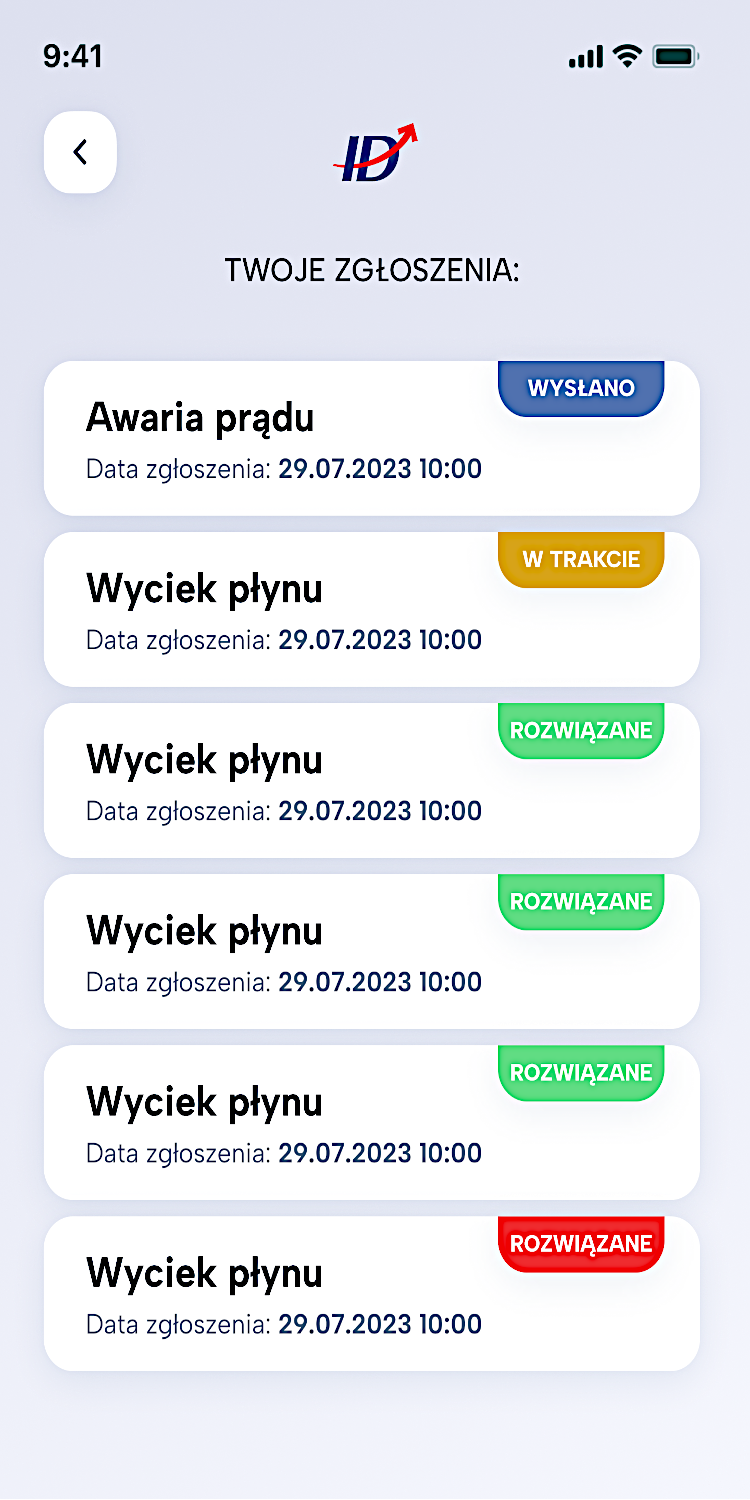 9:41
ID
TWOJE ZGŁOSZENIA:
WYSŁANO
Awaria prądu
Data zgłoszenia: 29.07.2023 10:00
W TRAKCIE
Wyciek płynu
Data zgłoszenia: 29.07.2023 10:00
ROZWIĄZANE
Wyciek płynu
Data zgłoszenia: 29.07.2023 10:00
ROZWIĄZANE
Wyciek płynu
Data zgłoszenia: 29.07.2023 10:00
ROZWIĄZANE
Wyciek płynu
Data zgłoszenia: 29.07.2023 10:00
ROZWIĄZANE
Wyciek płynu
Data zgłoszenia: 29.07.2023 10:00